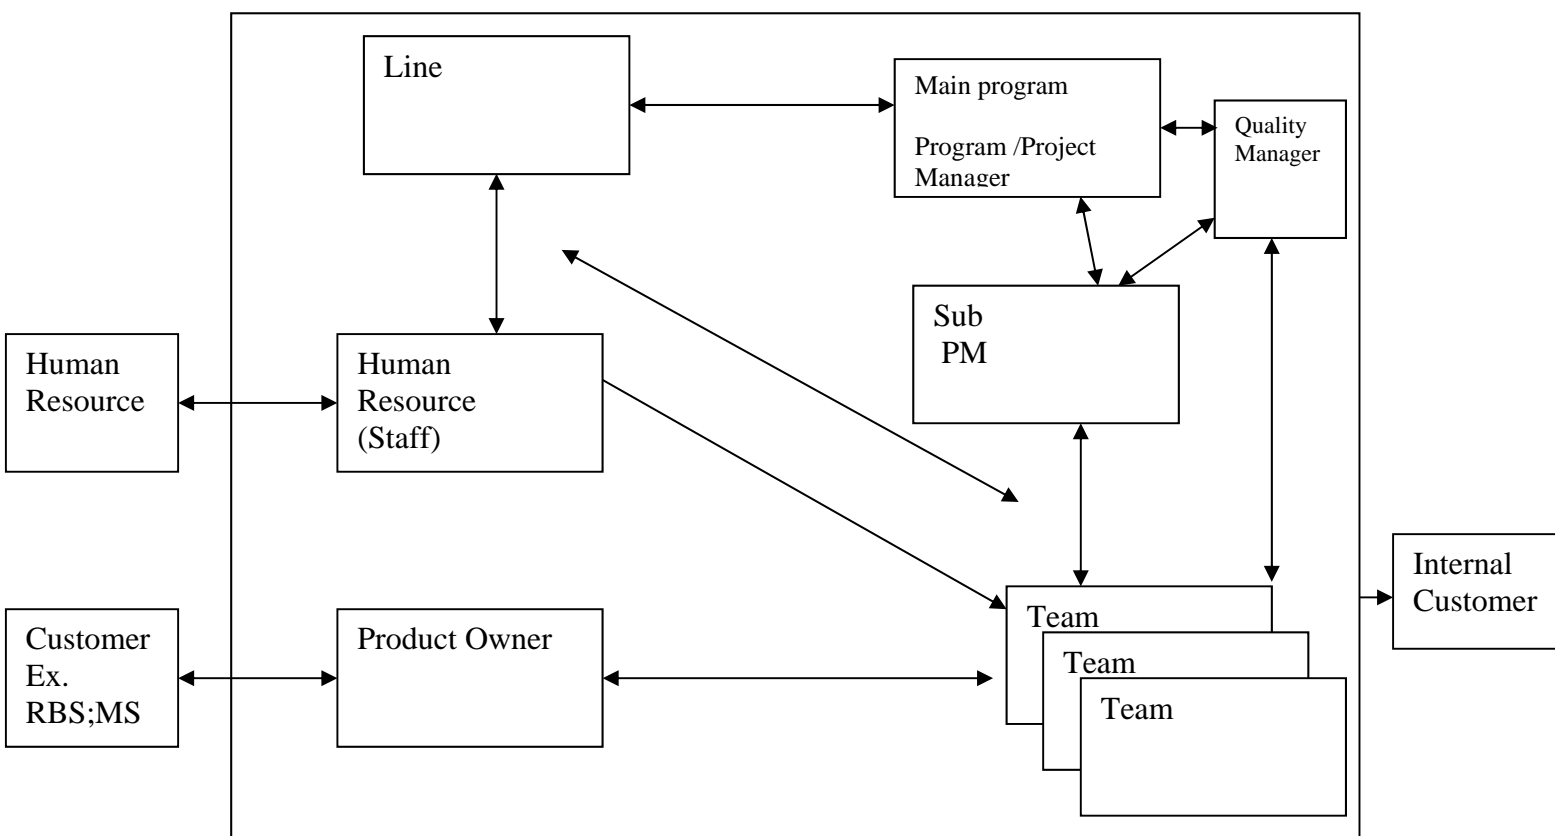 Line
Main program
Program /Project
Manager
Quality
Manager
Sub
PM
Human
Resource
Human
Resource
(Staff)
Internal
Customer
Customer
Ex.
RBS;MS
Product Owner
Team
Team
Team